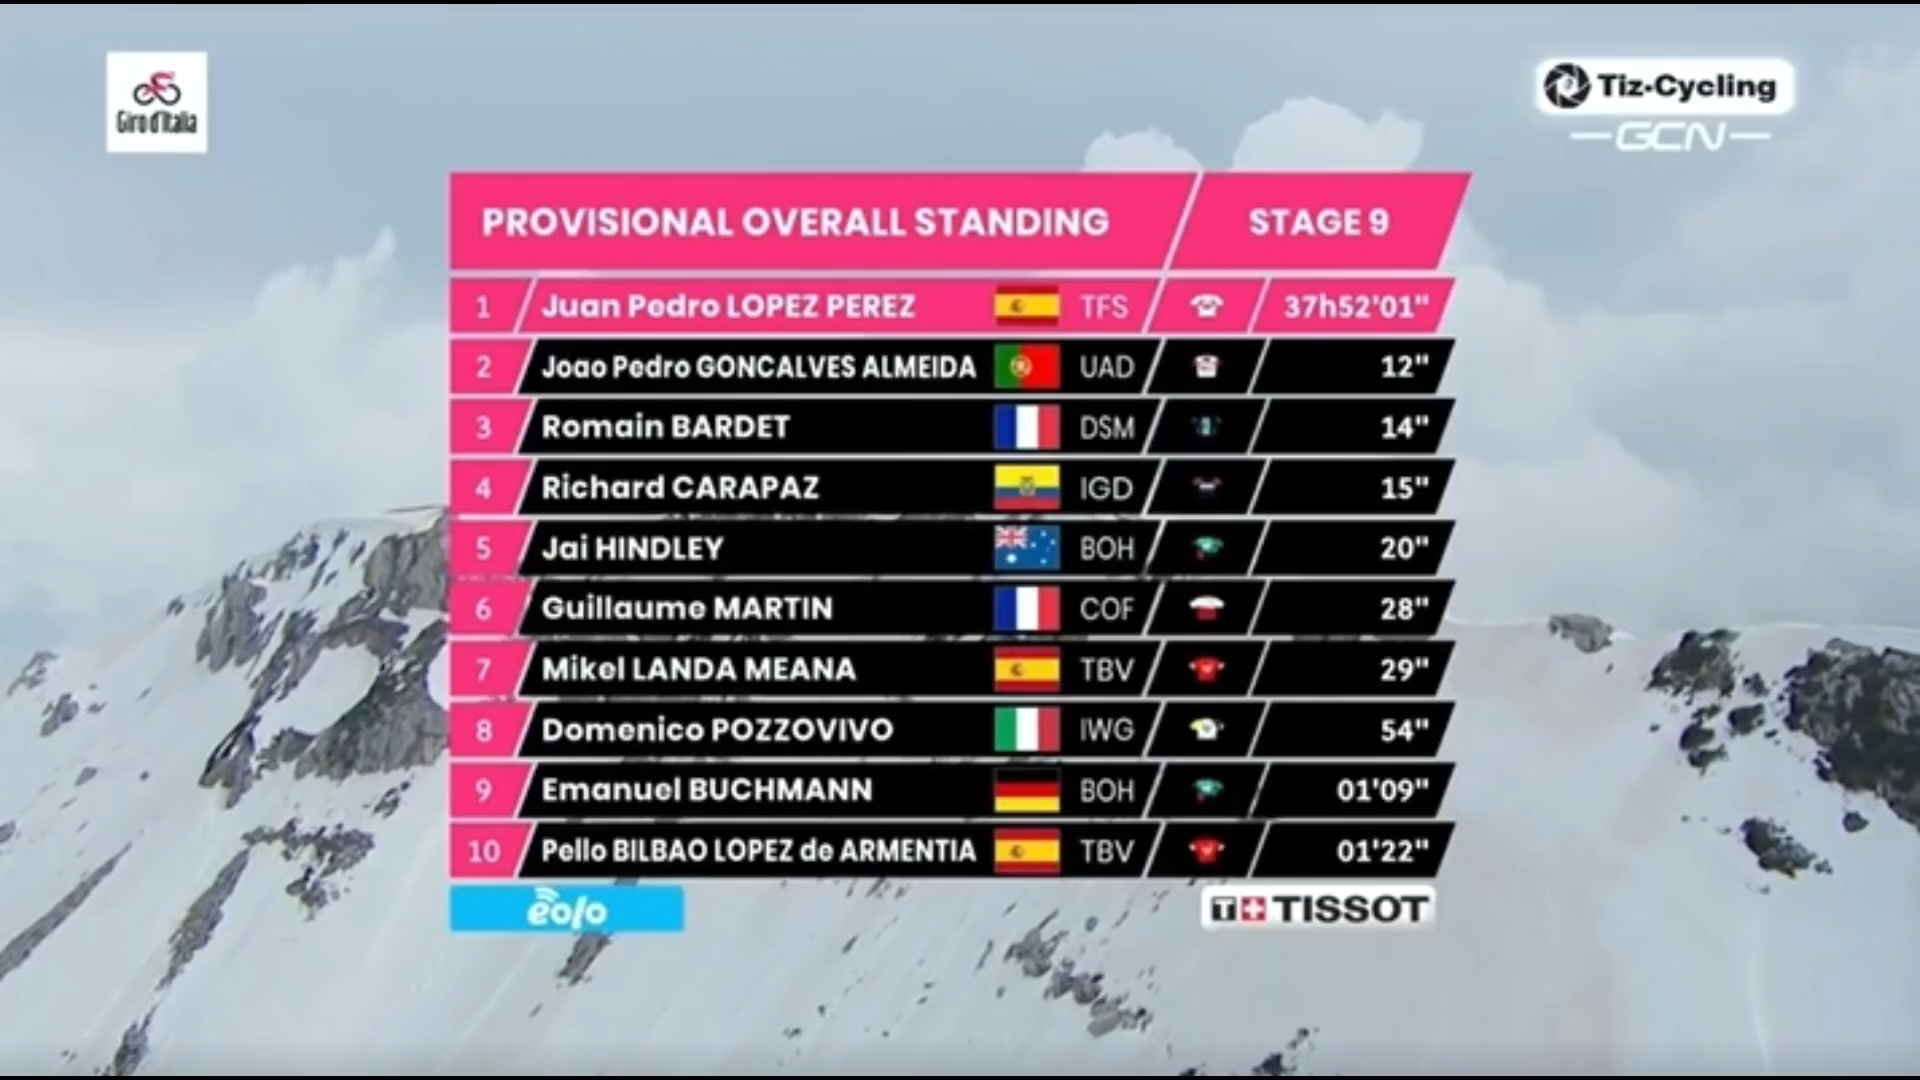 Giro d'Italia
Tiz-Cycling
GCN
PROVISIONAL OVERALL STANDING STAGE 9
1 Juan Pedro LOPEZ PEREZ TFS 37h52'01"
2 Joao Pedro GONCALVES ALMEIDA UAD 12"
3 Romain BARDET DSM 14"
4 Richard CARAPAZ IGD 15"
5 Jai HINDLEY BOH 20"
6 Guillaume MARTIN COF 28"
7 Mikel LANDA MEANA TBV 29"
8 Domenico POZZOVIVO IWG 54"
9 Emanuel BUCHMANN BOH 01'09"
10 Pello BILBAO LOPEZ de ARMENTIA TBV 01'22"
eolo T+ TISSOT